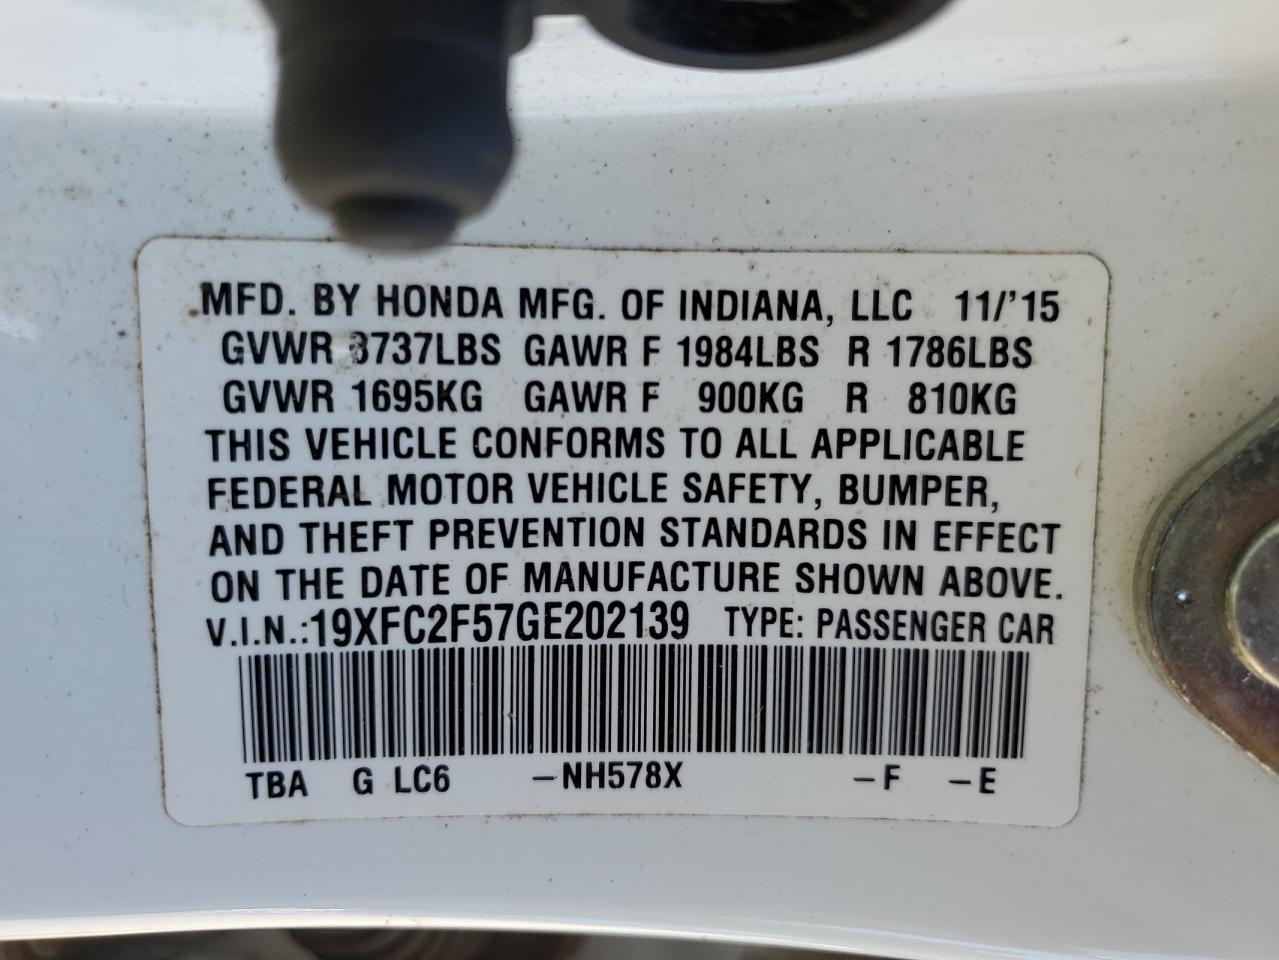 MFD. BY HONDA MFG. OF INDIANA, LLC 11/'15
GVWR 3737LBS GAWR F 1984LBS R 1786LBS
GVWR 1695KG GAWR F 900KG R 810KG
THIS VEHICLE CONFORMS TO ALL APPLICABLE
FEDERAL MOTOR VEHICLE SAFETY, BUMPER,
AND THEFT PREVENTION STANDARDS IN EFFECT
ON THE DATE OF MANUFACTURE SHOWN ABOVE.
V.I.N.:19XFC2F57GE202139 TYPE: PASSENGER CAR
TBA G LC6 –NH578X –F –E